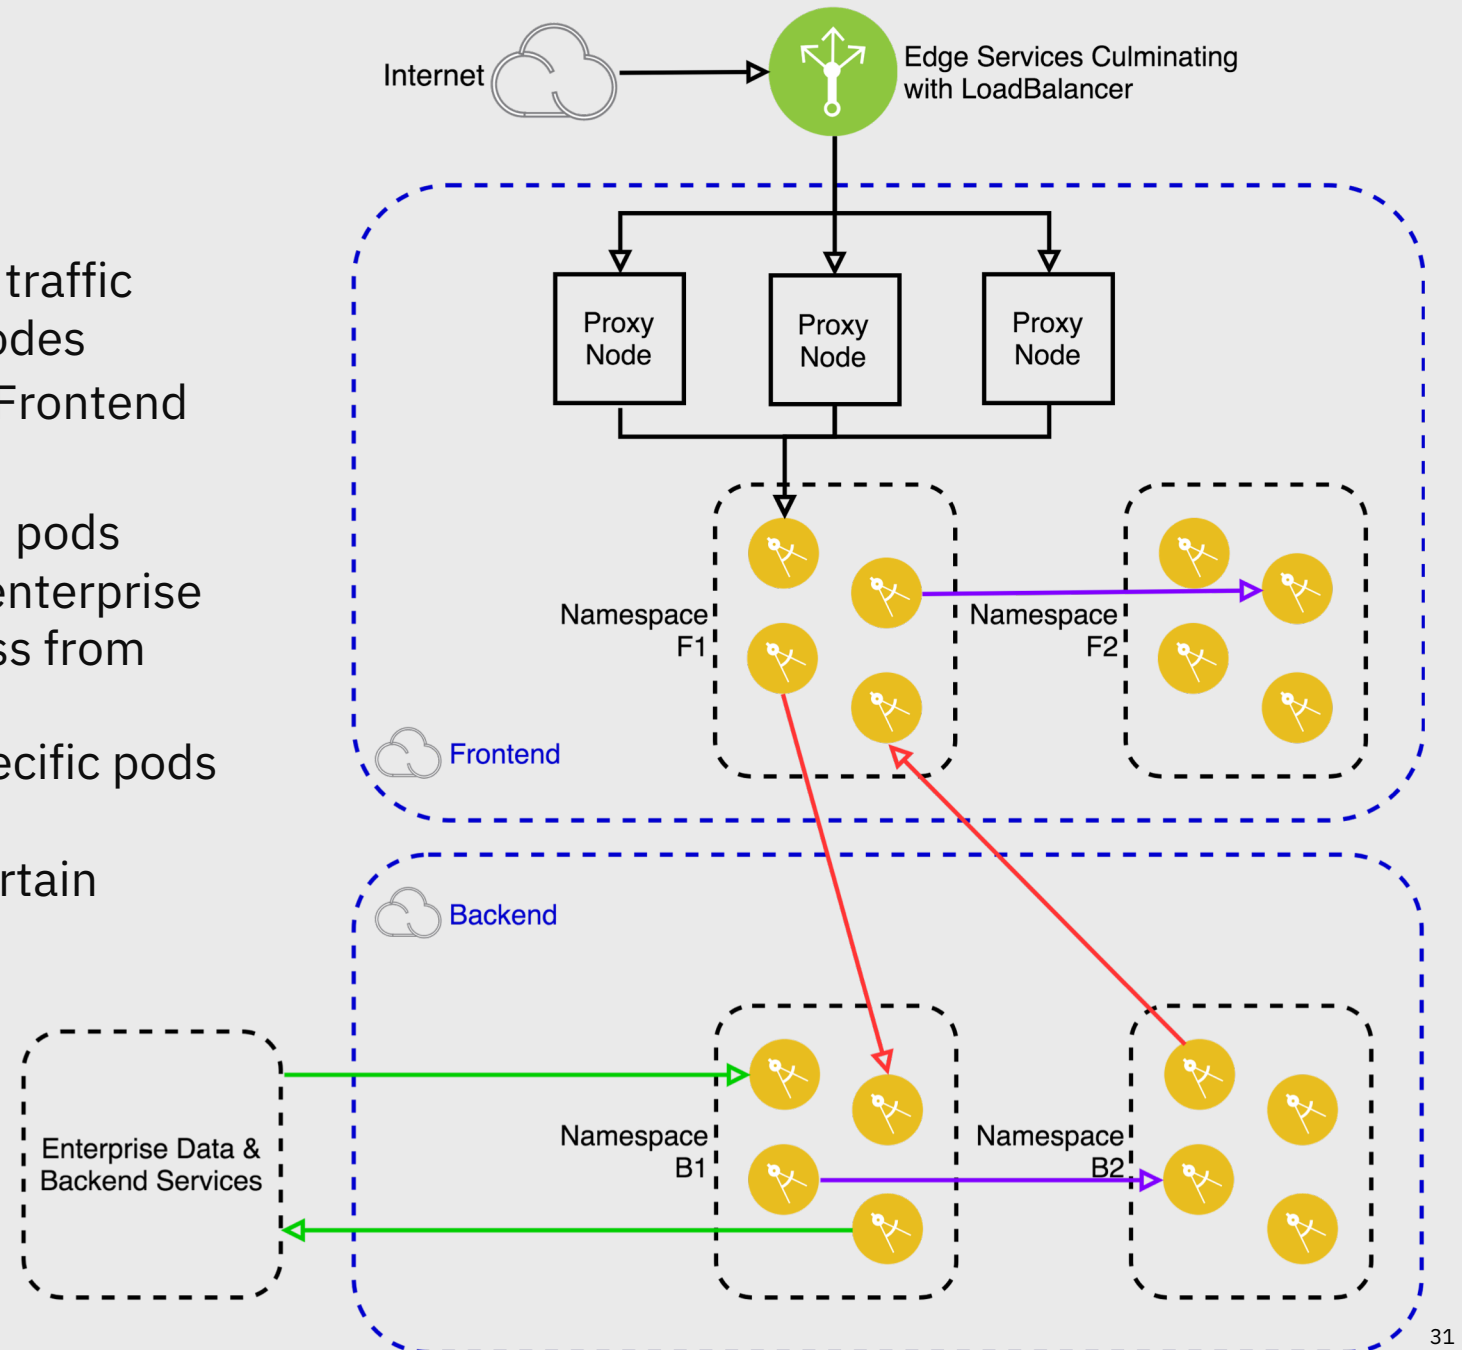 Internet
Edge Services Culminating
with LoadBalancer
traffic
odes
Frontend
pods
enterprise
ss from
ecific pods
rtain
Proxy
Node
Proxy
Node
Proxy
Node
Namespace
F1
Namespace
F2
Frontend
Backend
Enterprise Data &
Backend Services
Namespace
B1
Namespace
B2
31